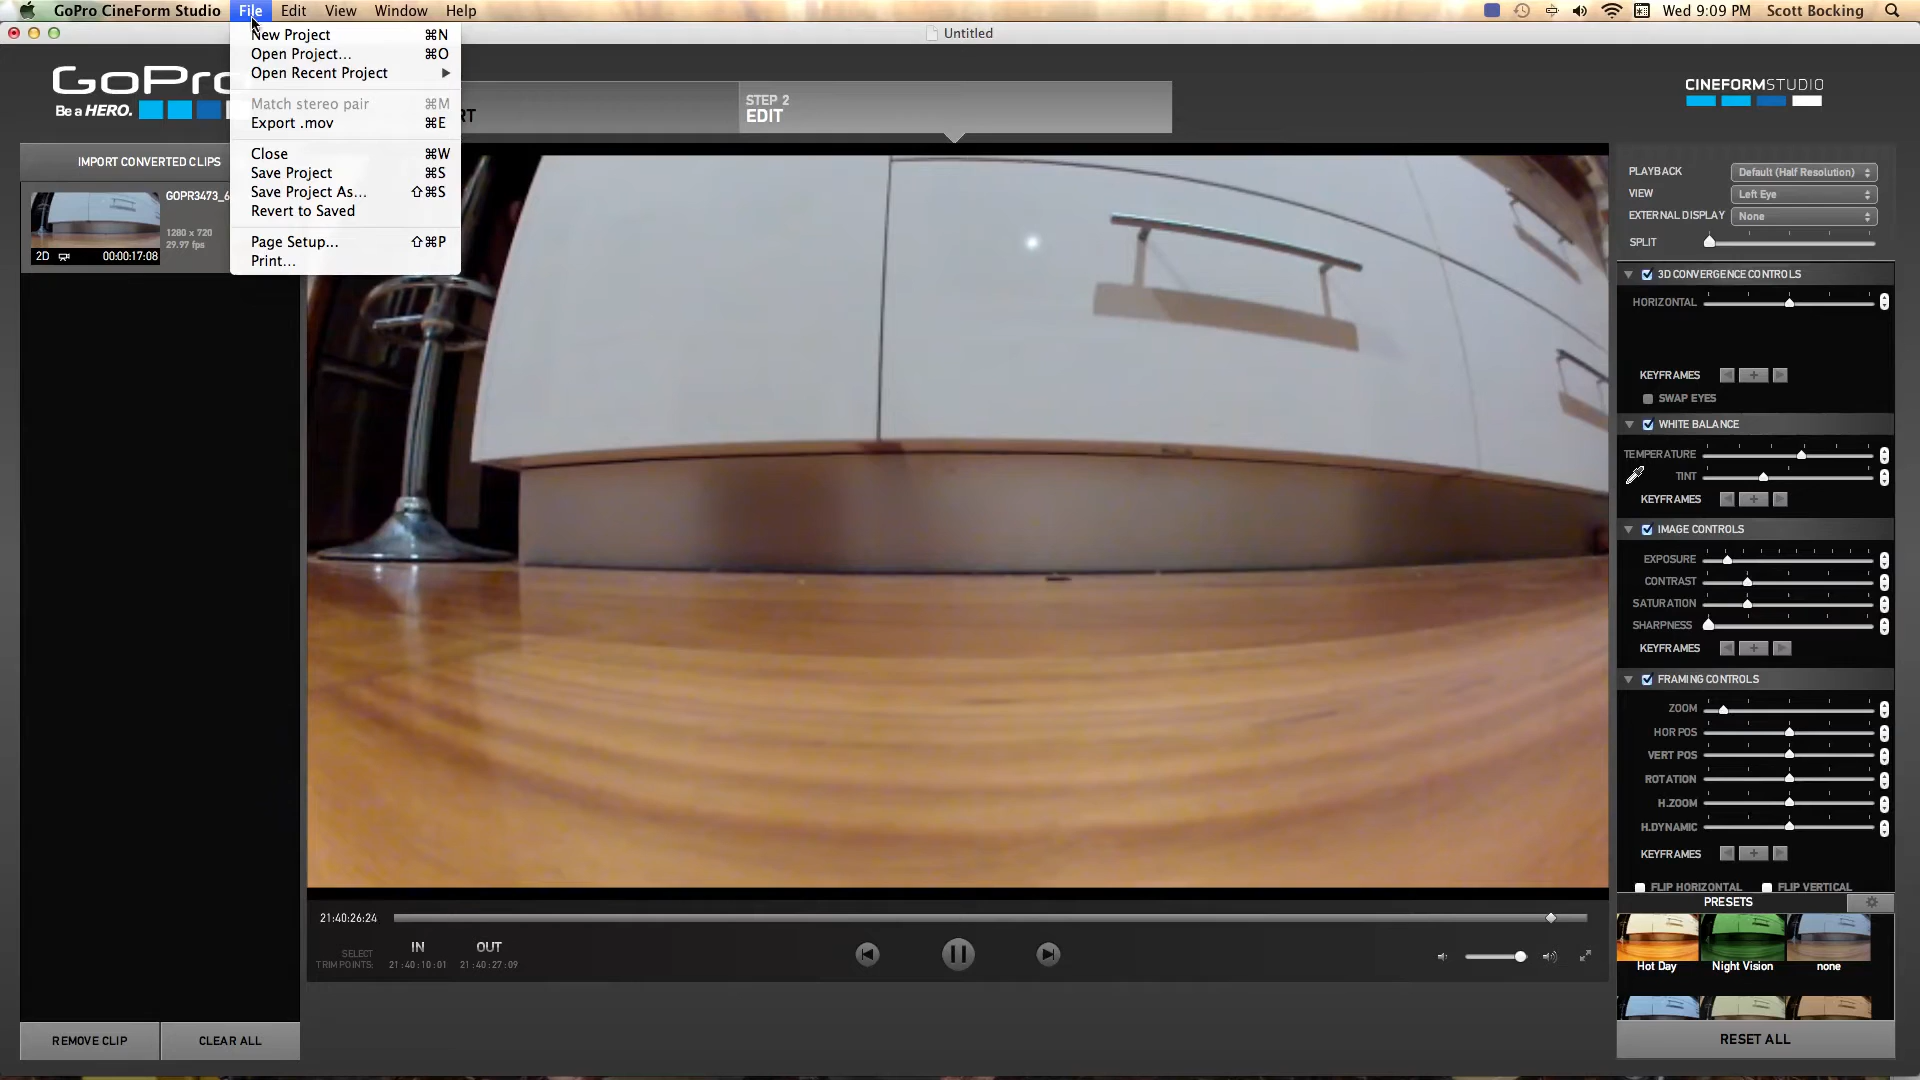 GoPro CineForm Studio File Edit View Window Help Wed 9:09 PM Scott Bocking
Untitled
New Project ⌘N
Open Project... ⌘O
Open Recent Project ▶
Match stereo pair ⌘M
Export .mov ⌘E
Close ⌘W
Save Project ⌘S
Save Project As... ⇧⌘S
Revert to Saved
Page Setup... ⇧⌘P
Print...
GoPro
Be a HERO.
STEP 2
EDIT
CINEFORMSTUDIO
IMPORT CONVERTED CLIPS
GOPR3473_6
1280 x 720
29.97 fps
2D 00:00:17:08
REMOVE CLIP CLEAR ALL
21:40:26:24
SELECT
TRIM POINTS:
IN
21:40:10:01
OUT
21:40:27:09
PLAYBACK Default (Half Resolution)
VIEW Left Eye
EXTERNAL DISPLAY None
SPLIT
3D CONVERGENCE CONTROLS
HORIZONTAL
KEYFRAMES
SWAP EYES
WHITE BALANCE
TEMPERATURE
TINT
KEYFRAMES
IMAGE CONTROLS
EXPOSURE
CONTRAST
SATURATION
SHARPNESS
KEYFRAMES
FRAMING CONTROLS
ZOOM
HOR POS
VERT POS
ROTATION
H.ZOOM
H.DYNAMIC
KEYFRAMES
FLIP HORIZONTAL FLIP VERTICAL
PRESETS
Hot Day Night Vision none
RESET ALL